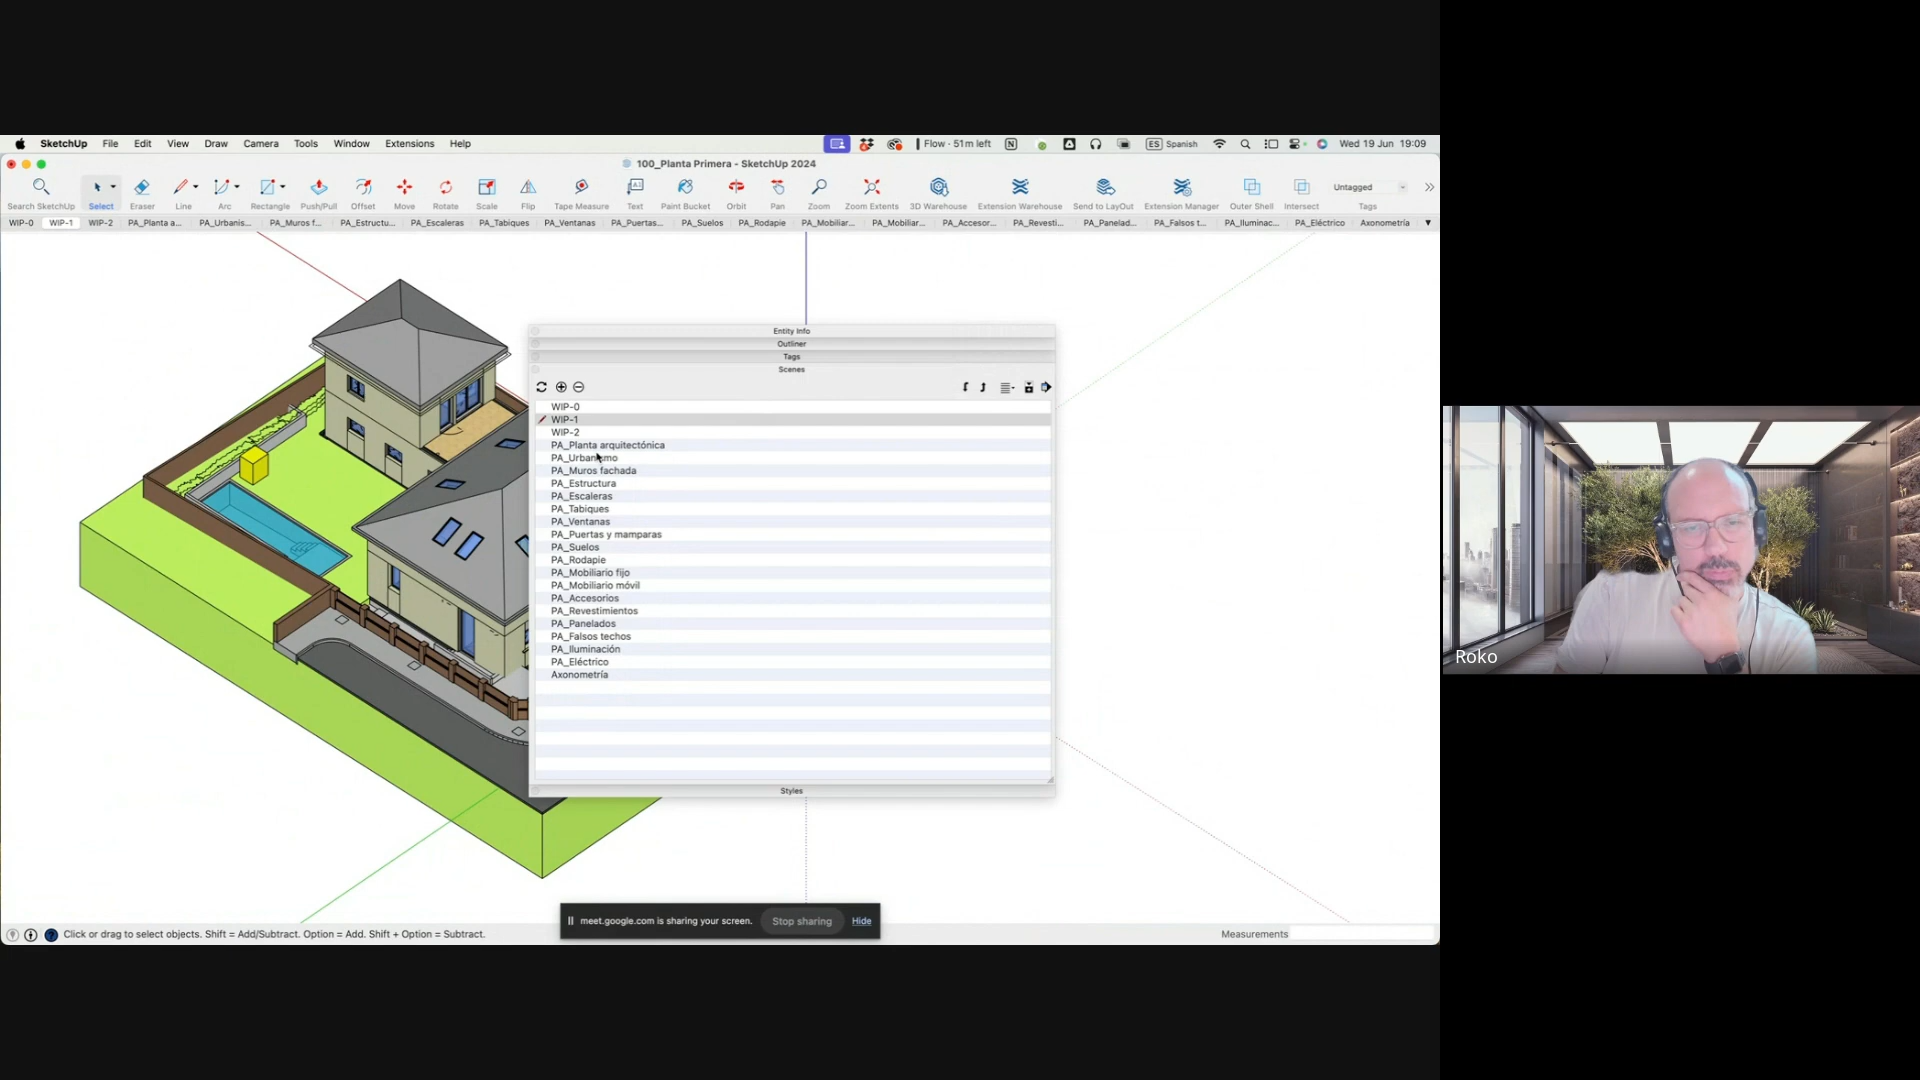 SketchUp File Edit View Draw Camera Tools Window Extensions Help Flow · 51m left ES Spanish Wed 19 Jun 19:09
100_Planta Primera - SketchUp 2024
Untagged
Search SketchUp Select Eraser Line Arc Rectangle Push/Pull Offset Move Rotate Scale Flip Tape Measure Text Paint Bucket Orbit Pan Zoom Zoom Extents 3D Warehouse Extension Warehouse Send to LayOut Extension Manager Outer Shell Intersect Tags
WIP-0 WIP-1 WIP-2 PA_Planta a... PA_Urbanis... PA_Muros f... PA_Estructu... PA_Escaleras PA_Tabiques PA_Ventanas PA_Puertas... PA_Suelos PA_Rodapie PA_Mobiliar... PA_Mobiliar... PA_Accesor... PA_Revesti... PA_Panelad... PA_Falsos t... PA_Iluminac... PA_Eléctrico Axonometría
Entity Info
Outliner
Tags
Scenes
WIP-0
WIP-1
WIP-2
PA_Planta arquitectónica
PA_Urbanismo
PA_Muros fachada
PA_Estructura
PA_Escaleras
PA_Tabiques
PA_Ventanas
PA_Puertas y mamparas
PA_Suelos
PA_Rodapie
PA_Mobiliario fijo
PA_Mobiliario móvil
PA_Accesorios
PA_Revestimientos
PA_Panelados
PA_Falsos techos
PA_Iluminación
PA_Eléctrico
Axonometría
Styles
Roko
meet.google.com is sharing your screen. Stop sharing Hide
Click or drag to select objects. Shift = Add/Subtract. Option = Add. Shift + Option = Subtract. Measurements